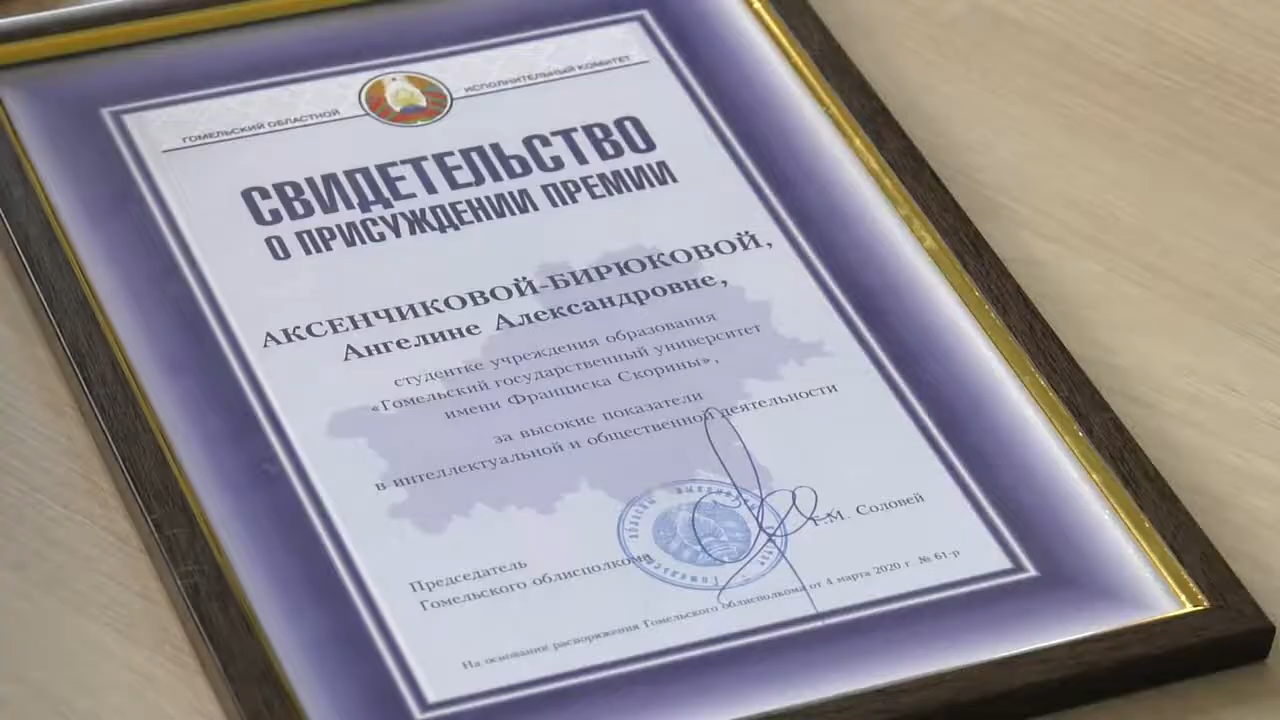 ГОМЕЛЬСКИЙ ОБЛАСТНОЙ ИСПОЛНИТЕЛЬНЫЙ КОМИТЕТ
СВИДЕТЕЛЬСТВО
О ПРИСУЖДЕНИИ ПРЕМИИ
АКСЕНЧИКОВОЙ-БИРЮКОВОЙ,
Ангелине Александровне,
студентке учреждения образования
«Гомельский государственный университет
имени Франциска Скорины»,
за высокие показатели
в интеллектуальной и общественной деятельности
Председатель
Гомельского облисполкома Г.М. Соловей
На основании распоряжения Гомельского облисполкома от 4 марта 2020 г. № 61-р